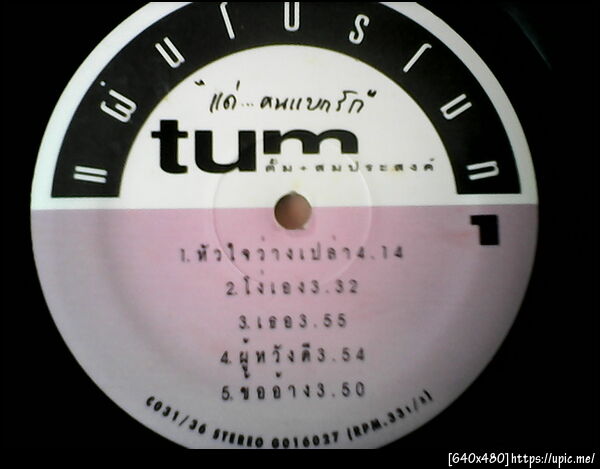 แผ่นโปรโมท
"แด่...คนแบกรัก"
tum
ตั้ม + สมประสงค์
1
1. หัวใจว่างเปล่า 4.14
2. โง่เอง 3.32
3. เธอ 3.55
4. ผู้หวังดี 3.54
5. ข้ออ้าง 3.50
C031/36 STEREO 0016027 (RPM.33⅓)
[640x480]https://upic.me/